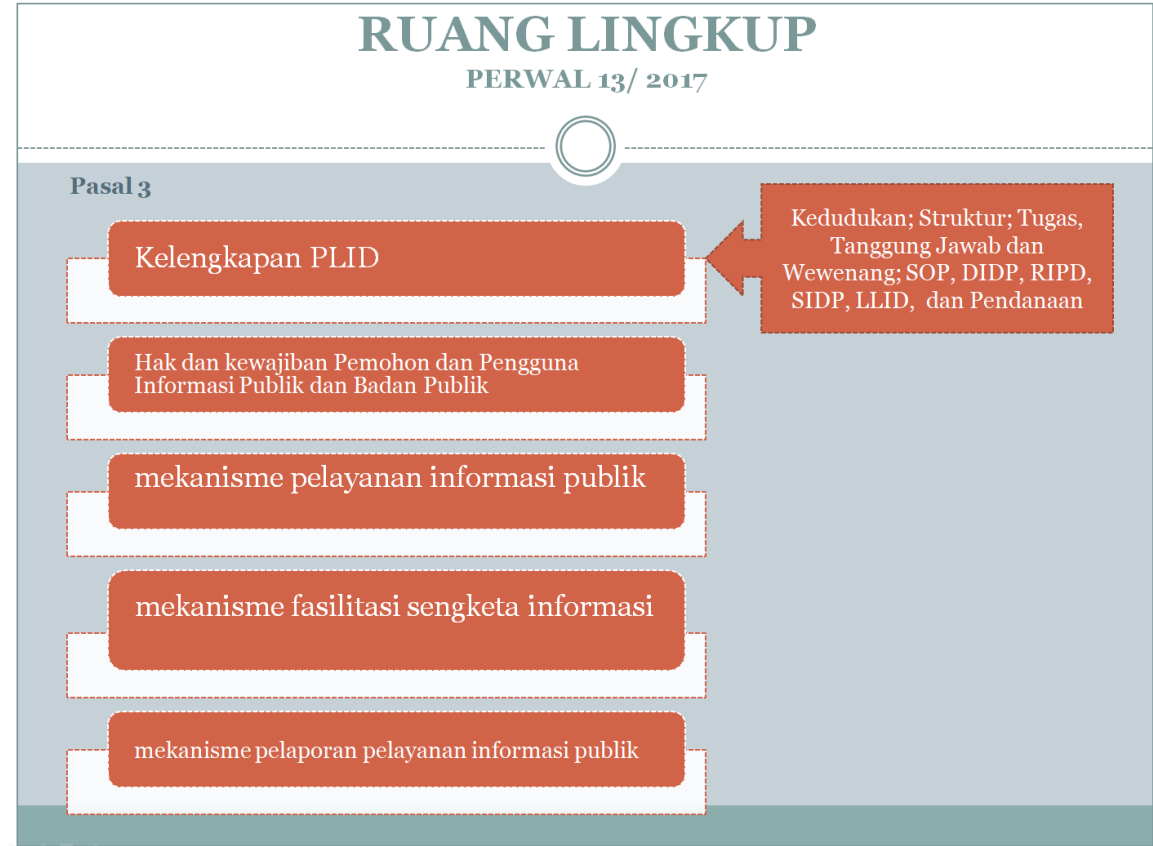 RUANG LINGKUP
PERWAL 13/ 2017
Pasal 3
Kelengkapan PLID
Kedudukan; Struktur; Tugas,
Tanggung Jawab dan
Wewenang; SOP, DIDP, RIPD,
SIDP, LLID, dan Pendanaan
Hak dan kewajiban Pemohon dan Pengguna
Informasi Publik dan Badan Publik
mekanisme pelayanan informasi publik
mekanisme fasilitasi sengketa informasi
mekanisme pelaporan pelayanan informasi publik